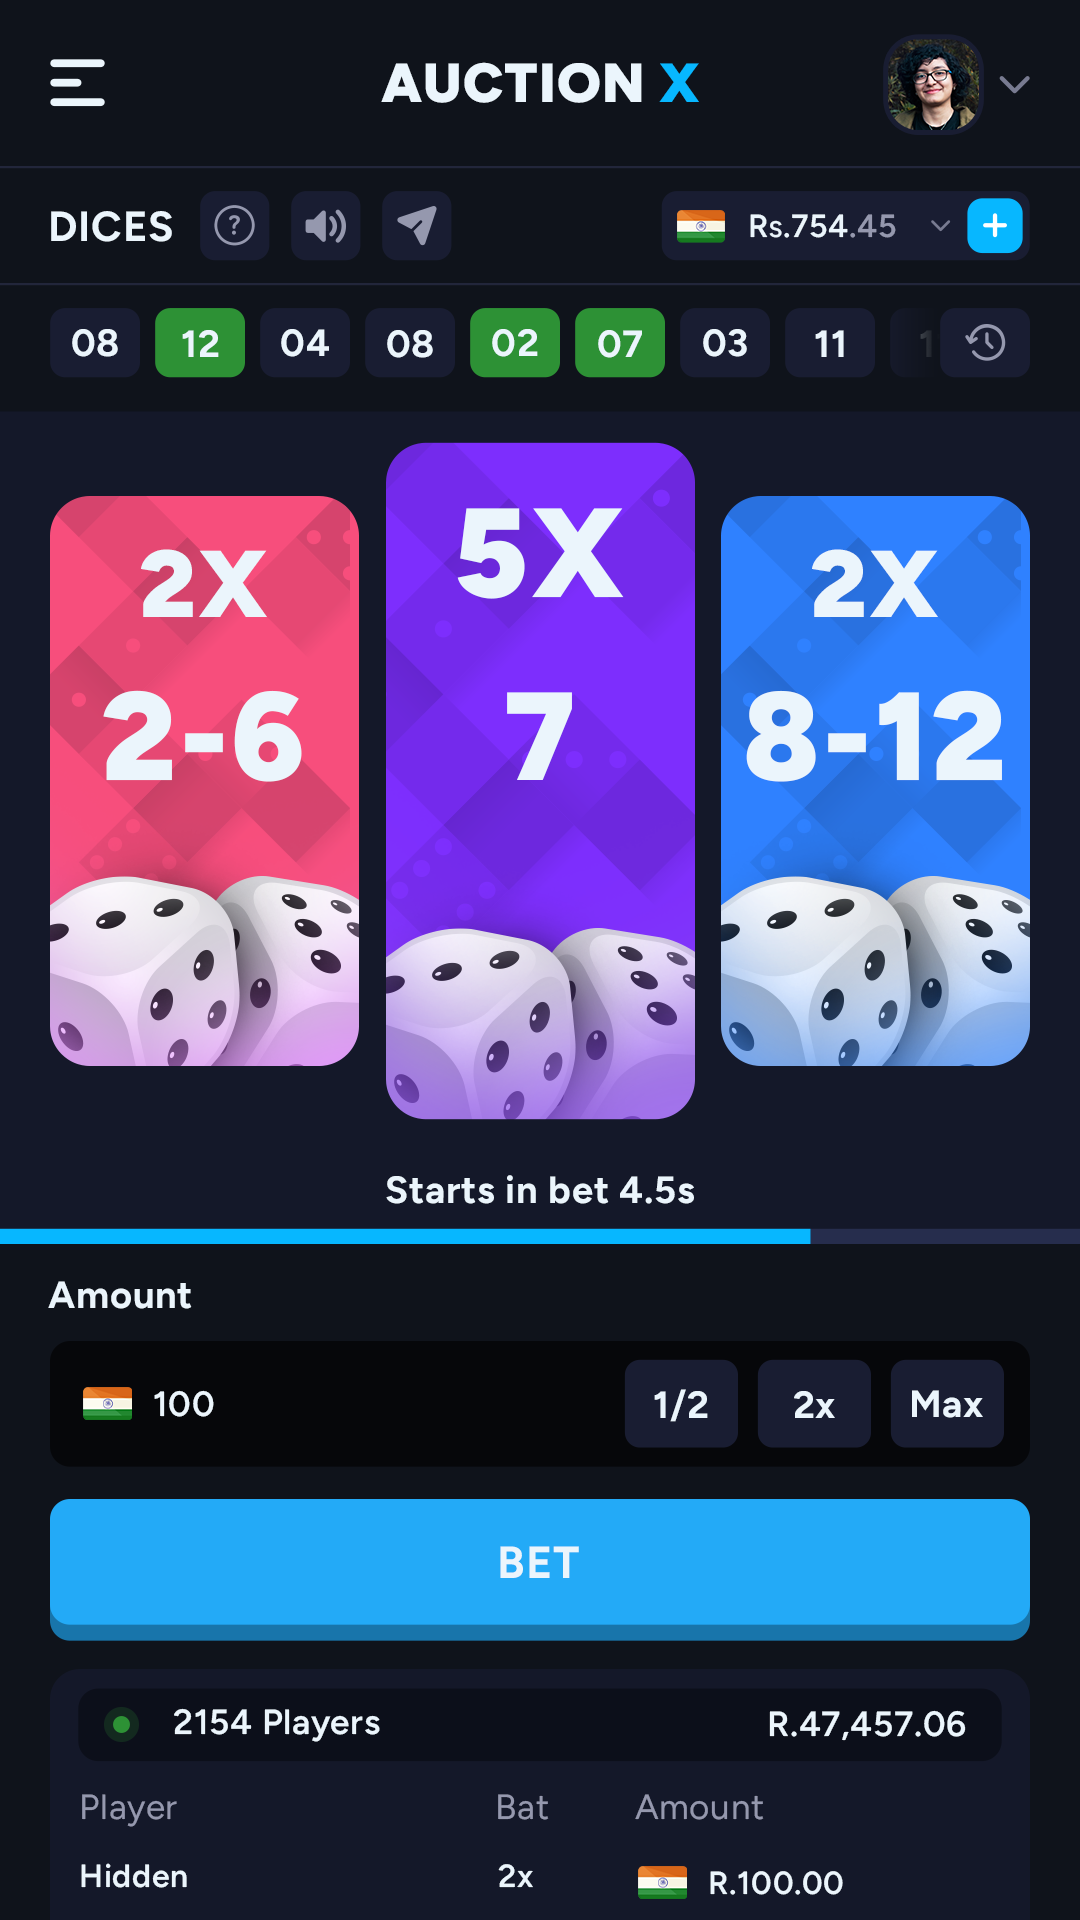 AUCTION X
DICES ? Rs.754.45 +
08 12 04 08 02 07 03 11 1
5X
2X 2X
2-6 7 8-12
Starts in bet 4.5s
Amount
100 1/2 2x Max
BET
2154 Players R.47,457.06
Player Bat Amount
Hidden 2x R.100.00